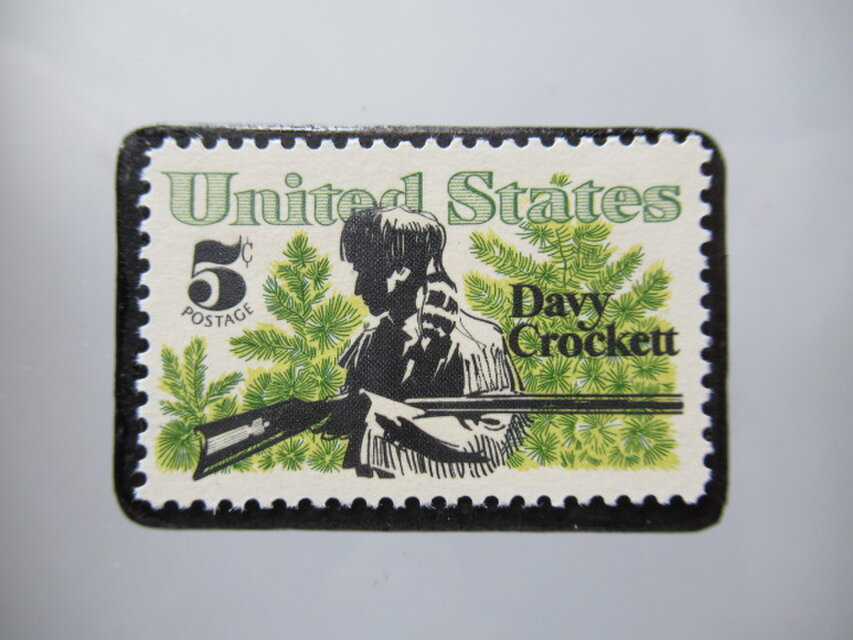 United States
5¢
POSTAGE
Davy
Crockett